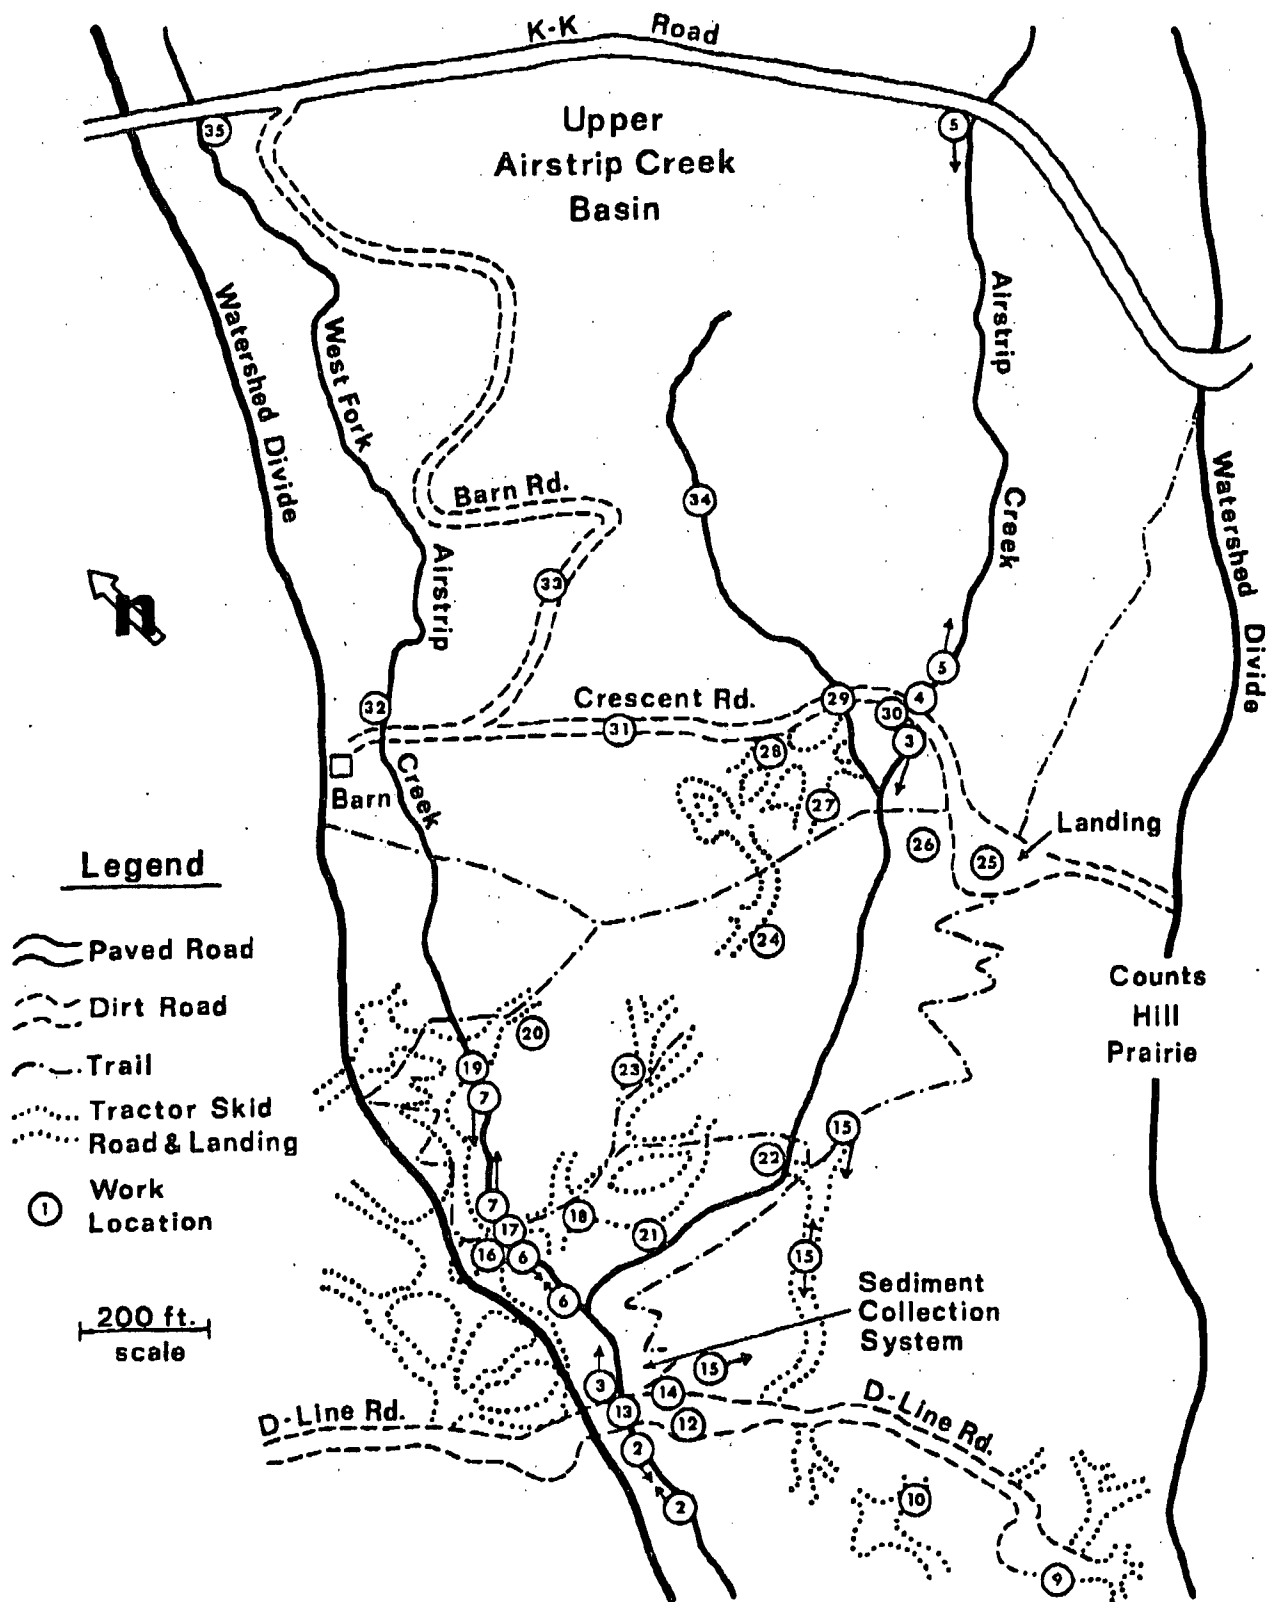 K-K Road
Upper
Airstrip Creek
Basin
35
5
Airstrip
Creek
Watershed Divide
West Fork
Airstrip
Creek
Barn Rd.
34
33
Watershed Divide
n
5
32
Crescent Rd.
29
4
30
31
3
28
Barn
27
Landing
26
25
24
Legend
Paved Road
Dirt Road
Trail
Tractor Skid
Road & Landing
1
Work
Location
200 ft.
scale
Counts
Hill
Prairie
20
19
23
7
15
22
7
18
17
21
16
6
15
6
Sediment
Collection
System
15
3
14
13
12
D-Line Rd.
D-Line Rd.
2
2
10
9